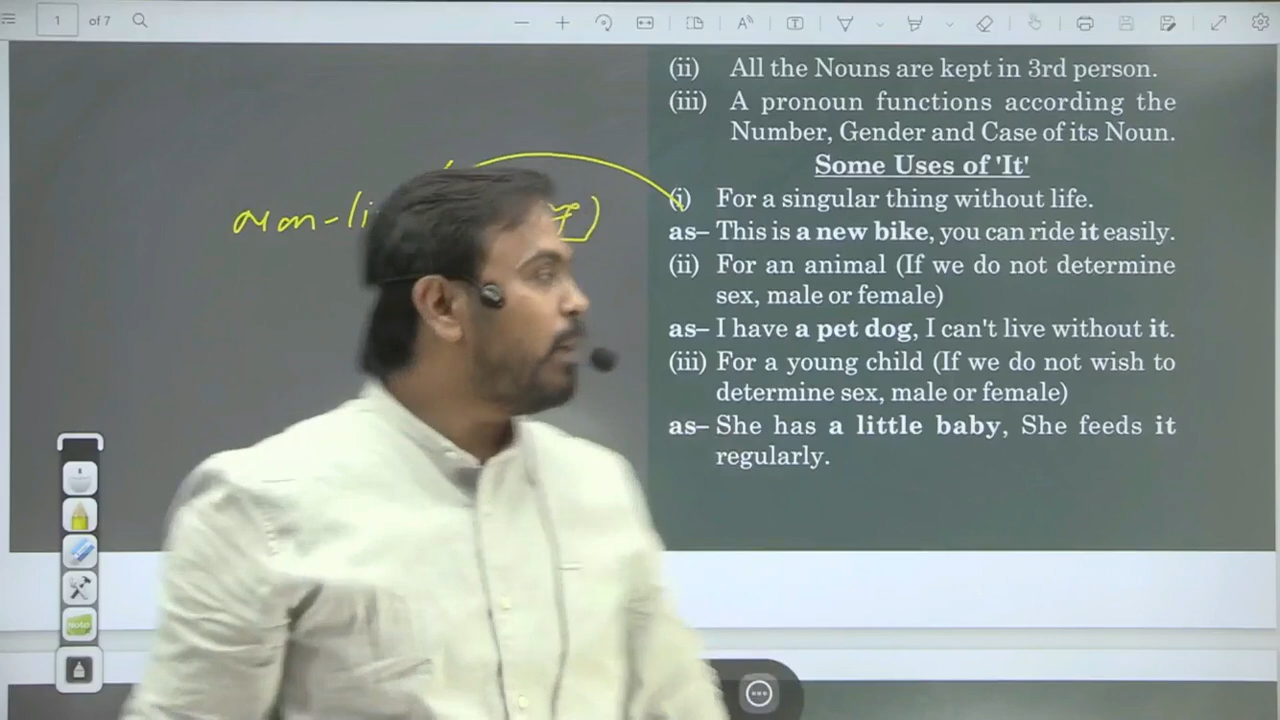 1 of 7
(ii) All the Nouns are kept in 3rd person.
(iii) A pronoun functions according the
Number, Gender and Case of its Noun.
Some Uses of 'It'
(i) For a singular thing without life.
as– This is a new bike, you can ride it easily.
(ii) For an animal (If we do not determine
sex, male or female)
as– I have a pet dog, I can't live without it.
(iii) For a young child (If we do not wish to
determine sex, male or female)
as– She has a little baby, She feeds it
regularly.